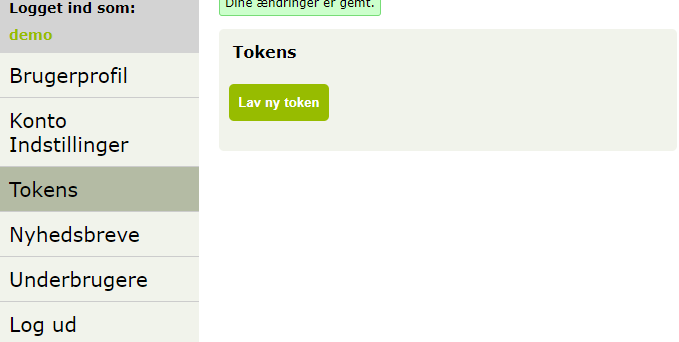 Logget ind som:
demo
Brugerprofil
Konto
Indstillinger
Tokens
Nyhedsbreve
Underbrugere
Log ud
Dine ændringer er gemt.
Tokens
Lav ny token